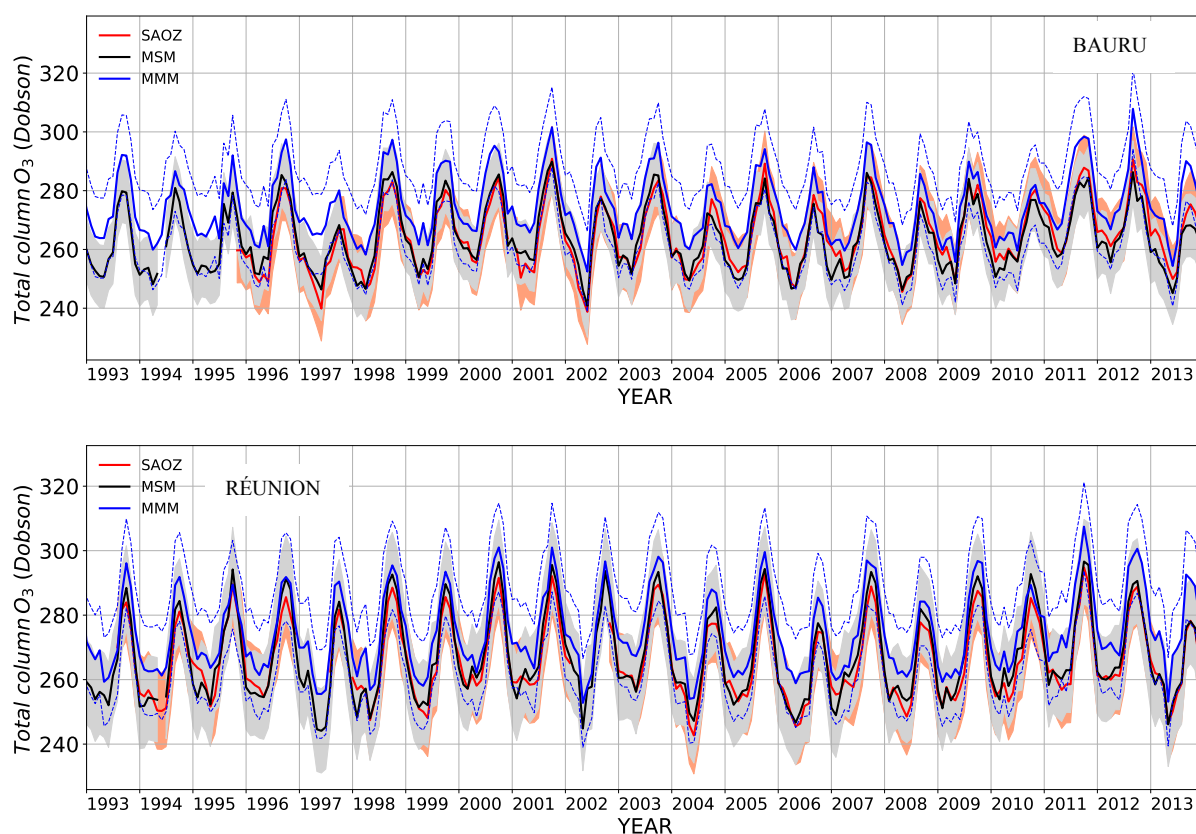 Total column O3 (Dobson)
SAOZ
MSM
MMM
BAURU
320
300
280
260
240
1993 1994 1995 1996 1997 1998 1999 2000 2001 2002 2003 2004 2005 2006 2007 2008 2009 2010 2011 2012 2013
YEAR
Total column O3 (Dobson)
SAOZ
MSM
MMM
RÉUNION
320
300
280
260
240
1993 1994 1995 1996 1997 1998 1999 2000 2001 2002 2003 2004 2005 2006 2007 2008 2009 2010 2011 2012 2013
YEAR